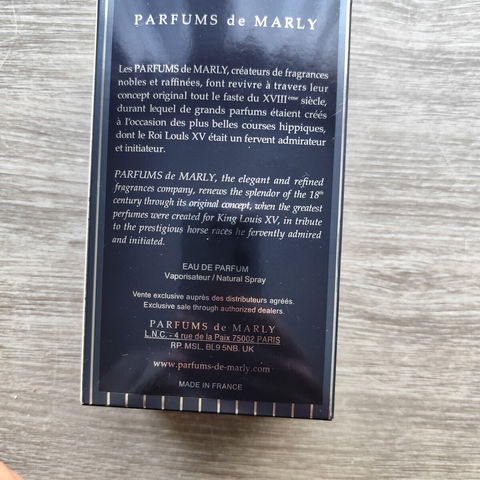 PARFUMS de MARLY
Les PARFUMS de MARLY, créateurs de fragrances
nobles et raffinées, font revivre à travers leur
concept original tout le faste du XVIIIème siècle,
durant lequel de grands parfums étaient créés
à l'occasion des plus belles courses hippiques,
dont le Roi Louis XV était un fervent admirateur
et initiateur.
PARFUMS de MARLY, the elegant and refined
fragrances company, renews the splendor of the 18th
century through its original concept, when the greatest
perfumes were created for King Louis XV, in tribute
to the prestigious horse races he fervently admired
and initiated.
EAU DE PARFUM
Vaporisateur / Natural Spray
Vente exclusive auprès des distributeurs agréés.
Exclusive sale through authorized dealers.
PARFUMS de MARLY
L.N.C. - 4 rue de la Paix 75002 PARIS
RP. MSL, BL9 5NB. UK
www.parfums-de-marly.com
MADE IN FRANCE